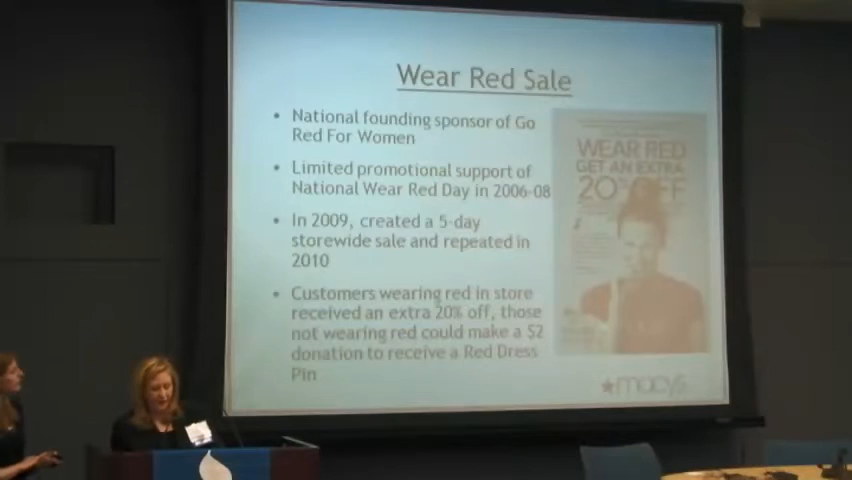 Wear Red Sale
• National founding sponsor of Go
Red For Women
• Limited promotional support of
National Wear Red Day in 2006-08
• In 2009, created a 5-day
storewide sale and repeated in
2010
• Customers wearing red in store
received an extra 20% off, those
not wearing red could make a $2
donation to receive a Red Dress
Pin
WEAR RED
GET AN EXTRA
20% OFF
macy's